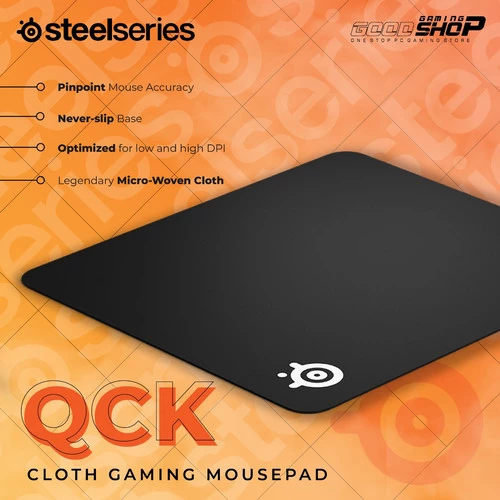 steelseries
GAMING
GEEQ SHOP
ONE STOP PC GAMING STORE
Pinpoint Mouse Accuracy
Never-slip Base
Optimized for low and high DPI
Legendary Micro-Woven Cloth
QCK
CLOTH GAMING MOUSEPAD